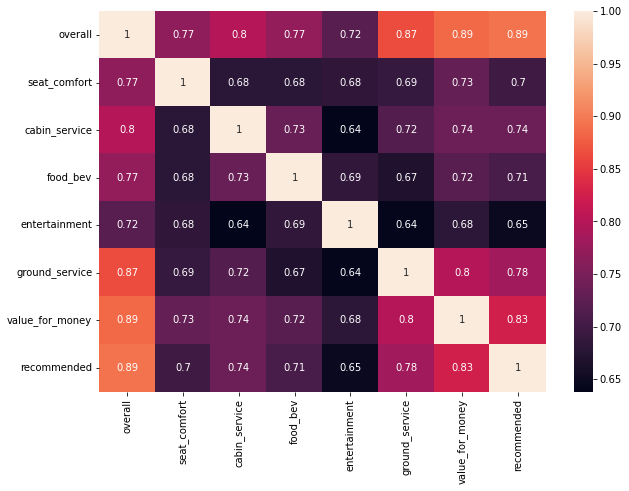 overall 1 0.77 0.8 0.77 0.72 0.87 0.89 0.89
seat_comfort 0.77 1 0.68 0.68 0.68 0.69 0.73 0.7
cabin_service 0.8 0.68 1 0.73 0.64 0.72 0.74 0.74
food_bev 0.77 0.68 0.73 1 0.69 0.67 0.72 0.71
entertainment 0.72 0.68 0.64 0.69 1 0.64 0.68 0.65
ground_service 0.87 0.69 0.72 0.67 0.64 1 0.8 0.78
value_for_money 0.89 0.73 0.74 0.72 0.68 0.8 1 0.83
recommended 0.89 0.7 0.74 0.71 0.65 0.78 0.83 1
overall
seat_comfort
cabin_service
food_bev
entertainment
ground_service
value_for_money
recommended
1.00
0.95
0.90
0.85
0.80
0.75
0.70
0.65